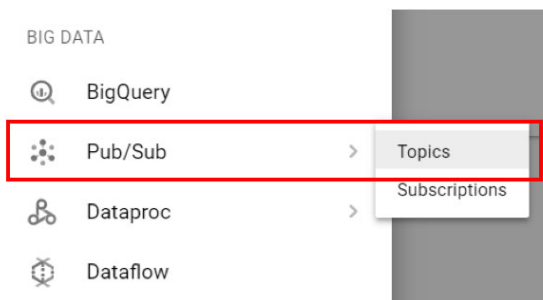 BIG DATA
BigQuery
Pub/Sub
Topics
Subscriptions
Dataproc
Dataflow